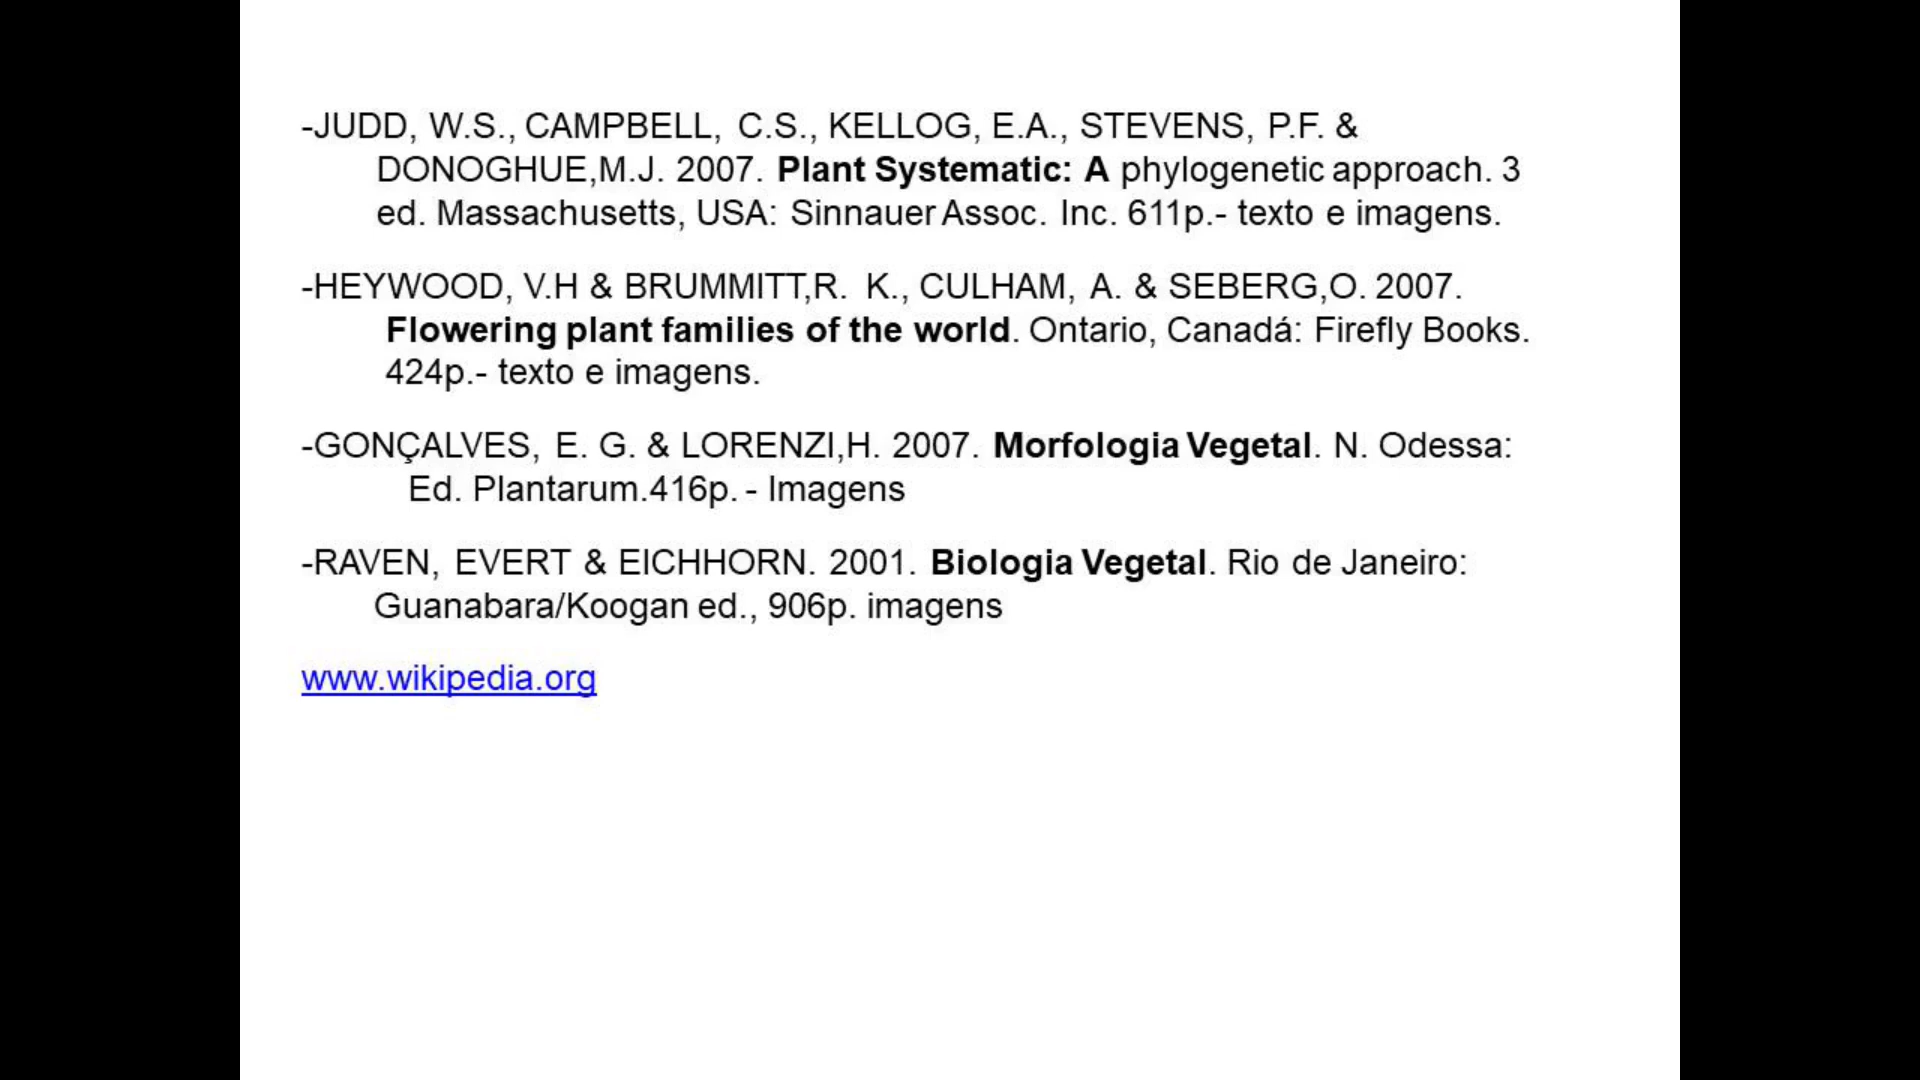 -JUDD, W.S., CAMPBELL, C.S., KELLOG, E.A., STEVENS, P.F. &
DONOGHUE,M.J. 2007. Plant Systematic: A phylogenetic approach. 3
ed. Massachusetts, USA: Sinnauer Assoc. Inc. 611p.- texto e imagens.
-HEYWOOD, V.H & BRUMMITT,R. K., CULHAM, A. & SEBERG,O. 2007.
Flowering plant families of the world. Ontario, Canadá: Firefly Books.
424p.- texto e imagens.
-GONÇALVES, E. G. & LORENZI,H. 2007. Morfologia Vegetal. N. Odessa:
Ed. Plantarum.416p. - Imagens
-RAVEN, EVERT & EICHHORN. 2001. Biologia Vegetal. Rio de Janeiro:
Guanabara/Koogan ed., 906p. imagens
www.wikipedia.org